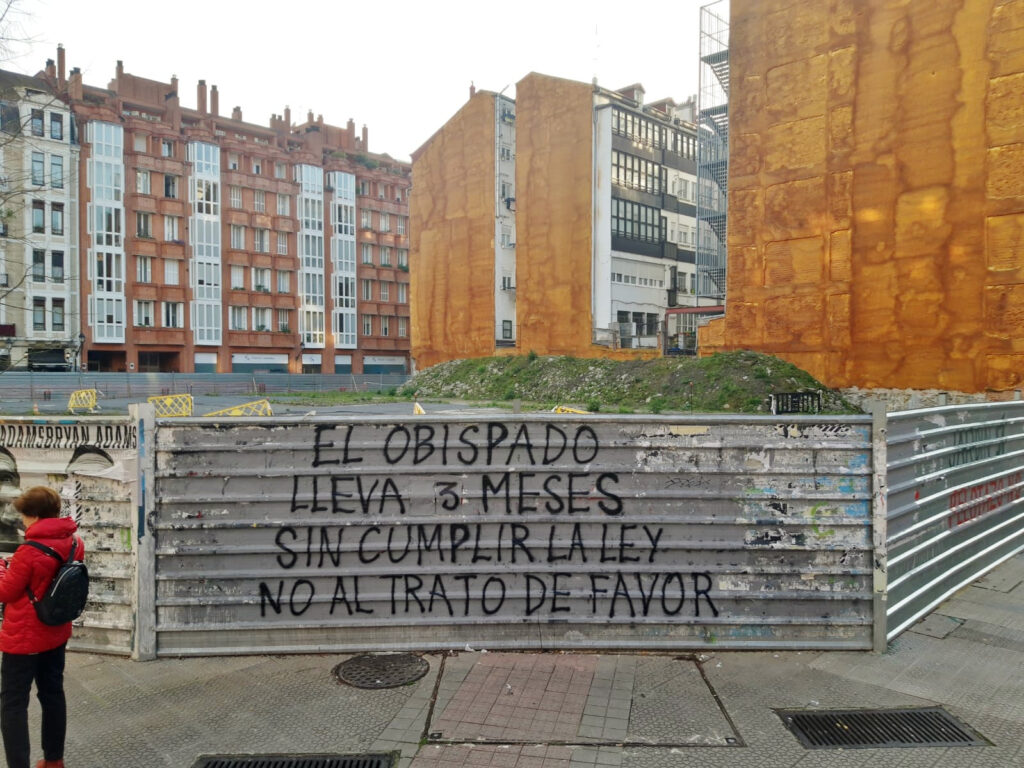 EL OBISPADO
LLEVA 3 MESES
SIN CUMPLIR LA LEY
NO AL TRATO DE FAVOR
ADAMSBRYAN ADAMS